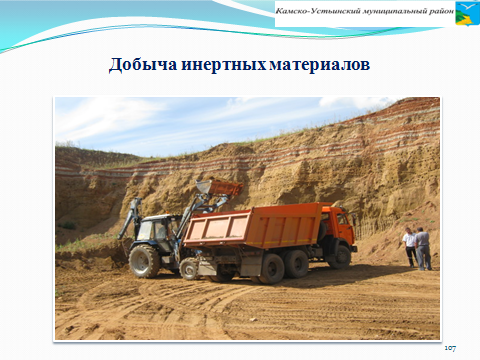 Камско-Устьинский муниципальный район
Добыча инертных материалов
107